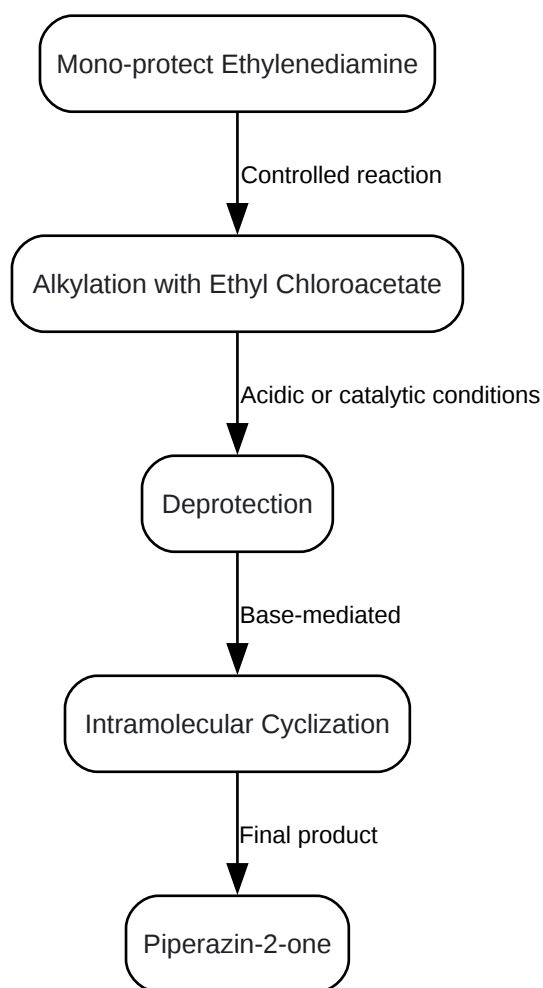 Mono-protect Ethylenediamine
Controlled reaction
Alkylation with Ethyl Chloroacetate
Acidic or catalytic conditions
Deprotection
Base-mediated
Intramolecular Cyclization
Final product
Piperazin-2-one